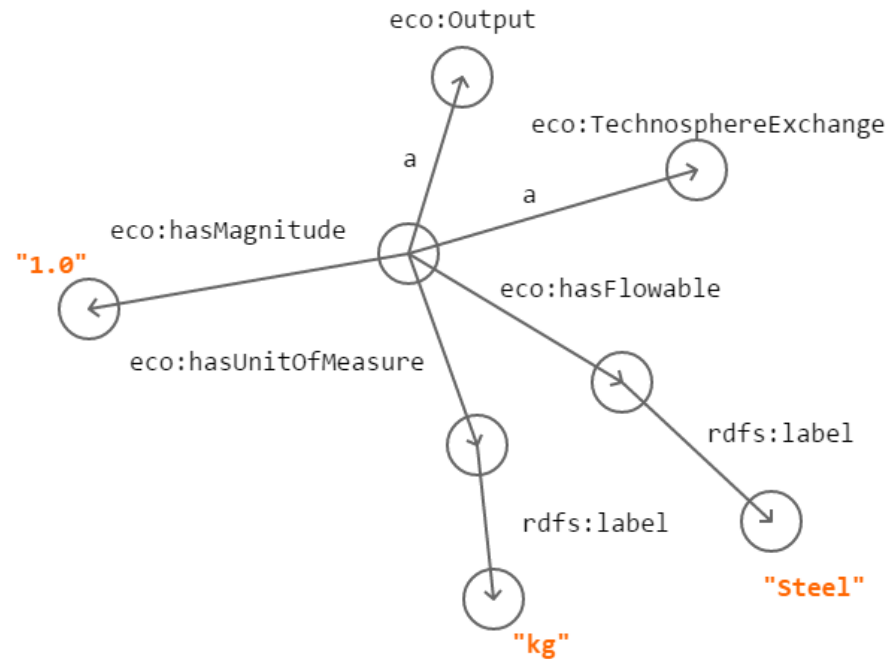 eco:Output
eco:TechnosphereExchange
a
a
eco:hasMagnitude
"1.0"
eco:hasFlowable
eco:hasUnitOfMeasure
rdfs:label
rdfs:label
"Steel"
"kg"